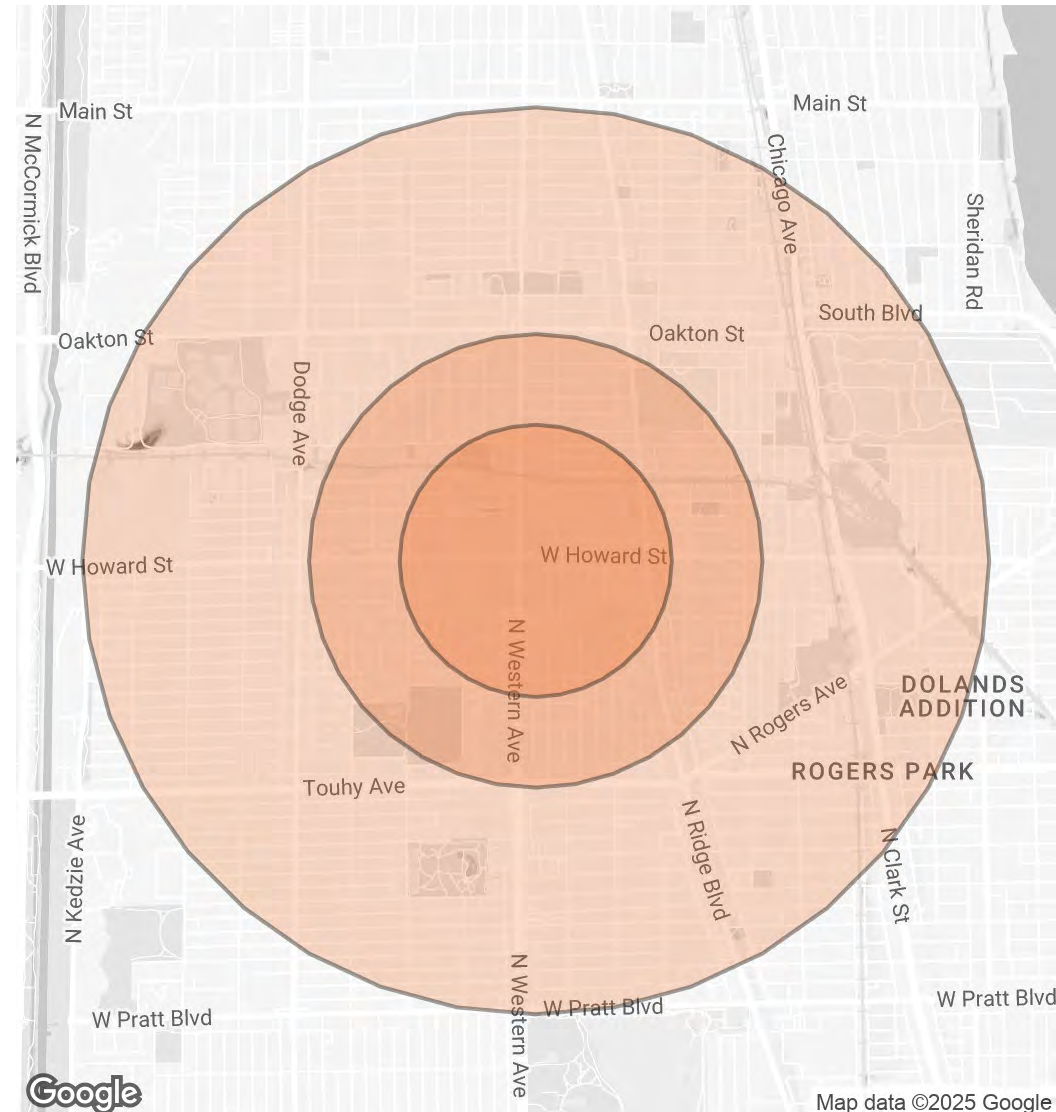 Main St
Main St
N McCormick Blvd
Chicago Ave
Sheridan Rd
South Blvd
Oakton St
Oakton St
Dodge Ave
W Howard St
W Howard St
N Western Ave
DOLANDS
ADDITION
N Rogers Ave
ROGERS PARK
Touhy Ave
N Kedzie Ave
N Ridge Blvd
N Clark St
N Western Ave
W Pratt Blvd
W Pratt Blvd
W Pratt Blvd
Google
Map data ©2025 Google